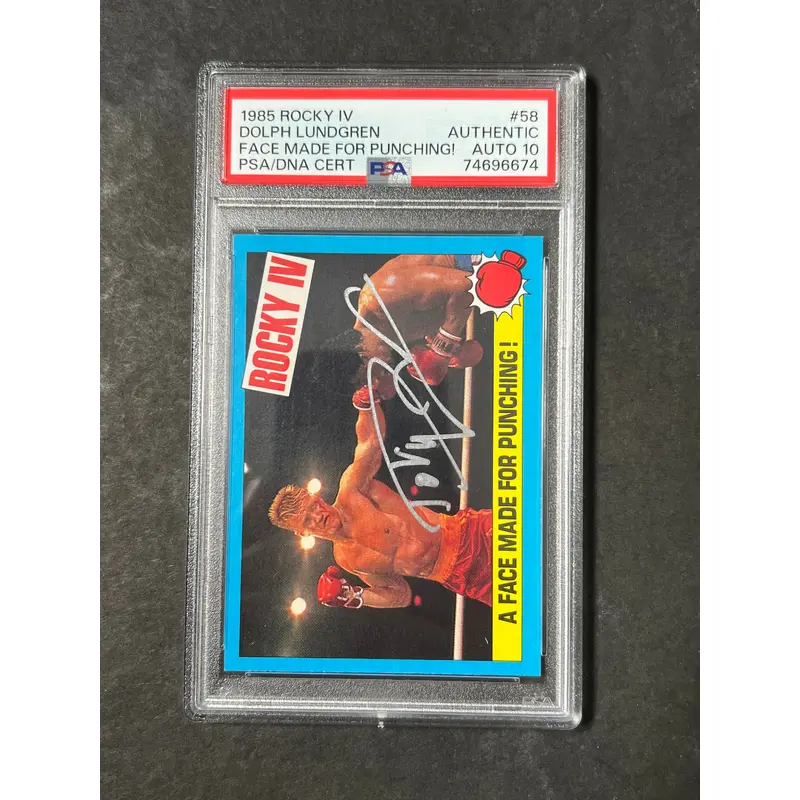 1985 ROCKY IV #58
DOLPH LUNDGREN AUTHENTIC
FACE MADE FOR PUNCHING! AUTO 10
PSA/DNA CERT PSA 74696674
ROCKY IV
A FACE MADE FOR PUNCHING!